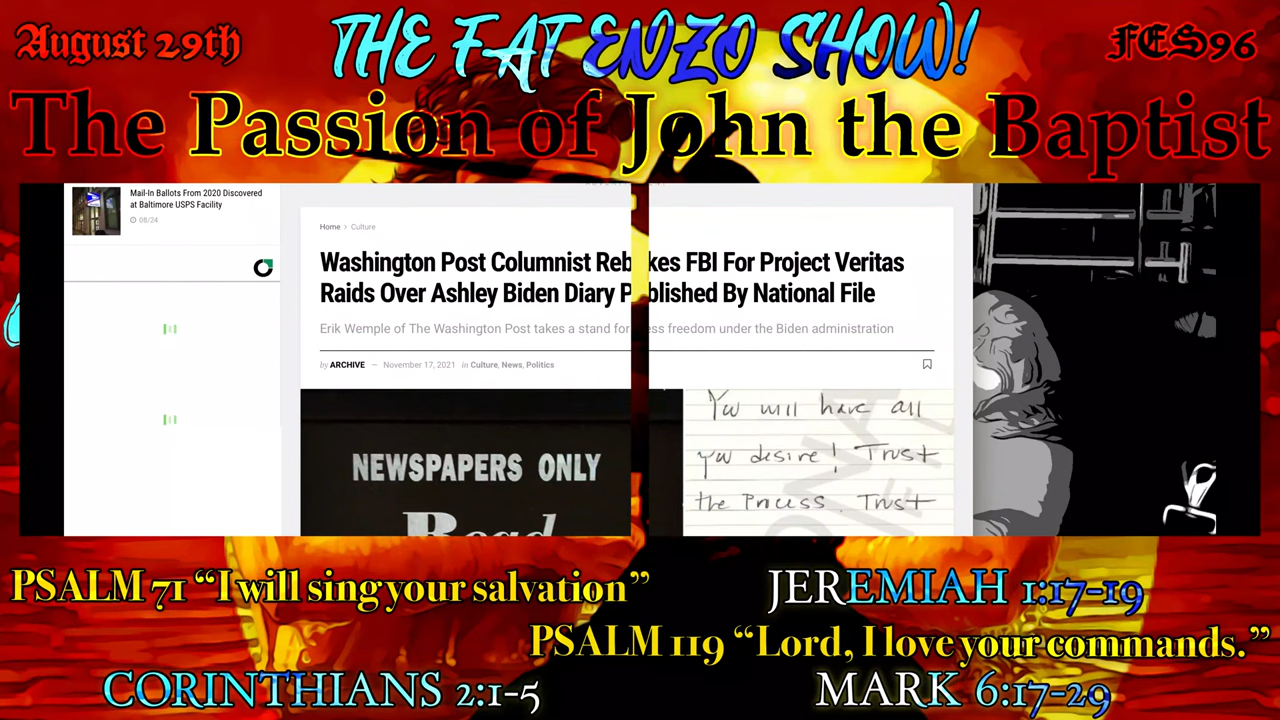 August 29th
THE FAT ENZO SHOW!
FES96
The Passion of John the Baptist
Mail-In Ballots From 2020 Discovered
at Baltimore USPS Facility
08/24
Home > Culture
Washington Post Columnist Reb kes FBI For Project Veritas
Raids Over Ashley Biden Diary P blished By National File
Erik Wemple of The Washington Post takes a stand for ess freedom under the Biden administration
by ARCHIVE — November 17, 2021 in Culture, News, Politics
NEWSPAPERS ONLY
Read
You will have all
you desire! Trust
the Process. Trust
PSALM 71 “I will sing your salvation”
JEREMIAH 1:17-19
PSALM 119 “Lord, I love your commands.”
CORINTHIANS 2:1-5
MARK 6:17-29